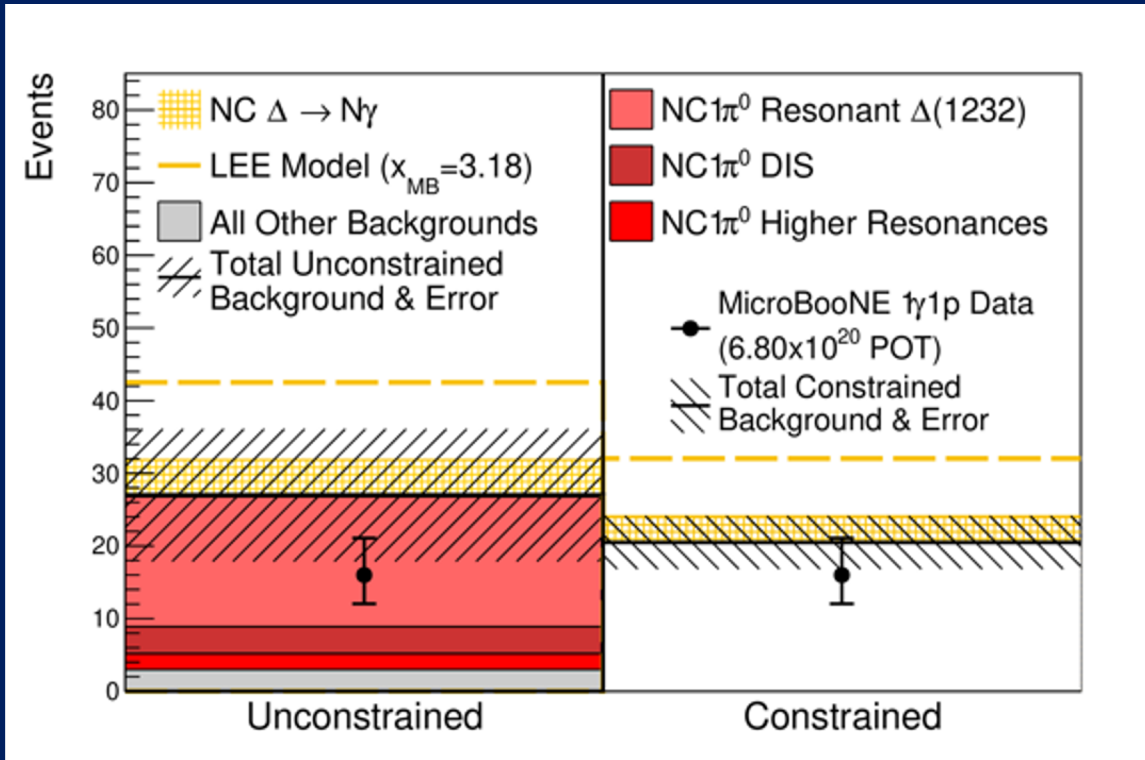 Events
80
70
60
50
40
30
20
10
0
NC Δ → Nγ
LEE Model (x_MB=3.18)
All Other Backgrounds
Total Unconstrained
Background & Error
NC1π⁰ Resonant Δ(1232)
NC1π⁰ DIS
NC1π⁰ Higher Resonances
MicroBooNE 1γ1p Data
(6.80x10²⁰ POT)
Total Constrained
Background & Error
Unconstrained
Constrained